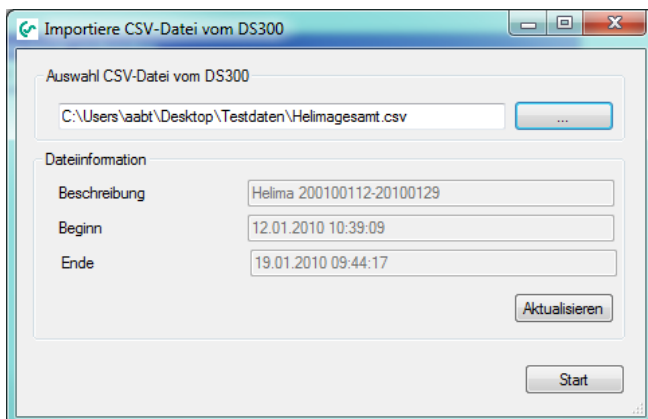 Importiere CSV-Datei vom DS300
Auswahl CSV-Datei vom DS300
C:\Users\aabt\Desktop\Testdaten\Helimagesamt.csv
...
Dateiinformation
Beschreibung
Helima 200100112-20100129
Beginn
12.01.2010 10:39:09
Ende
19.01.2010 09:44:17
Aktualisieren
Start